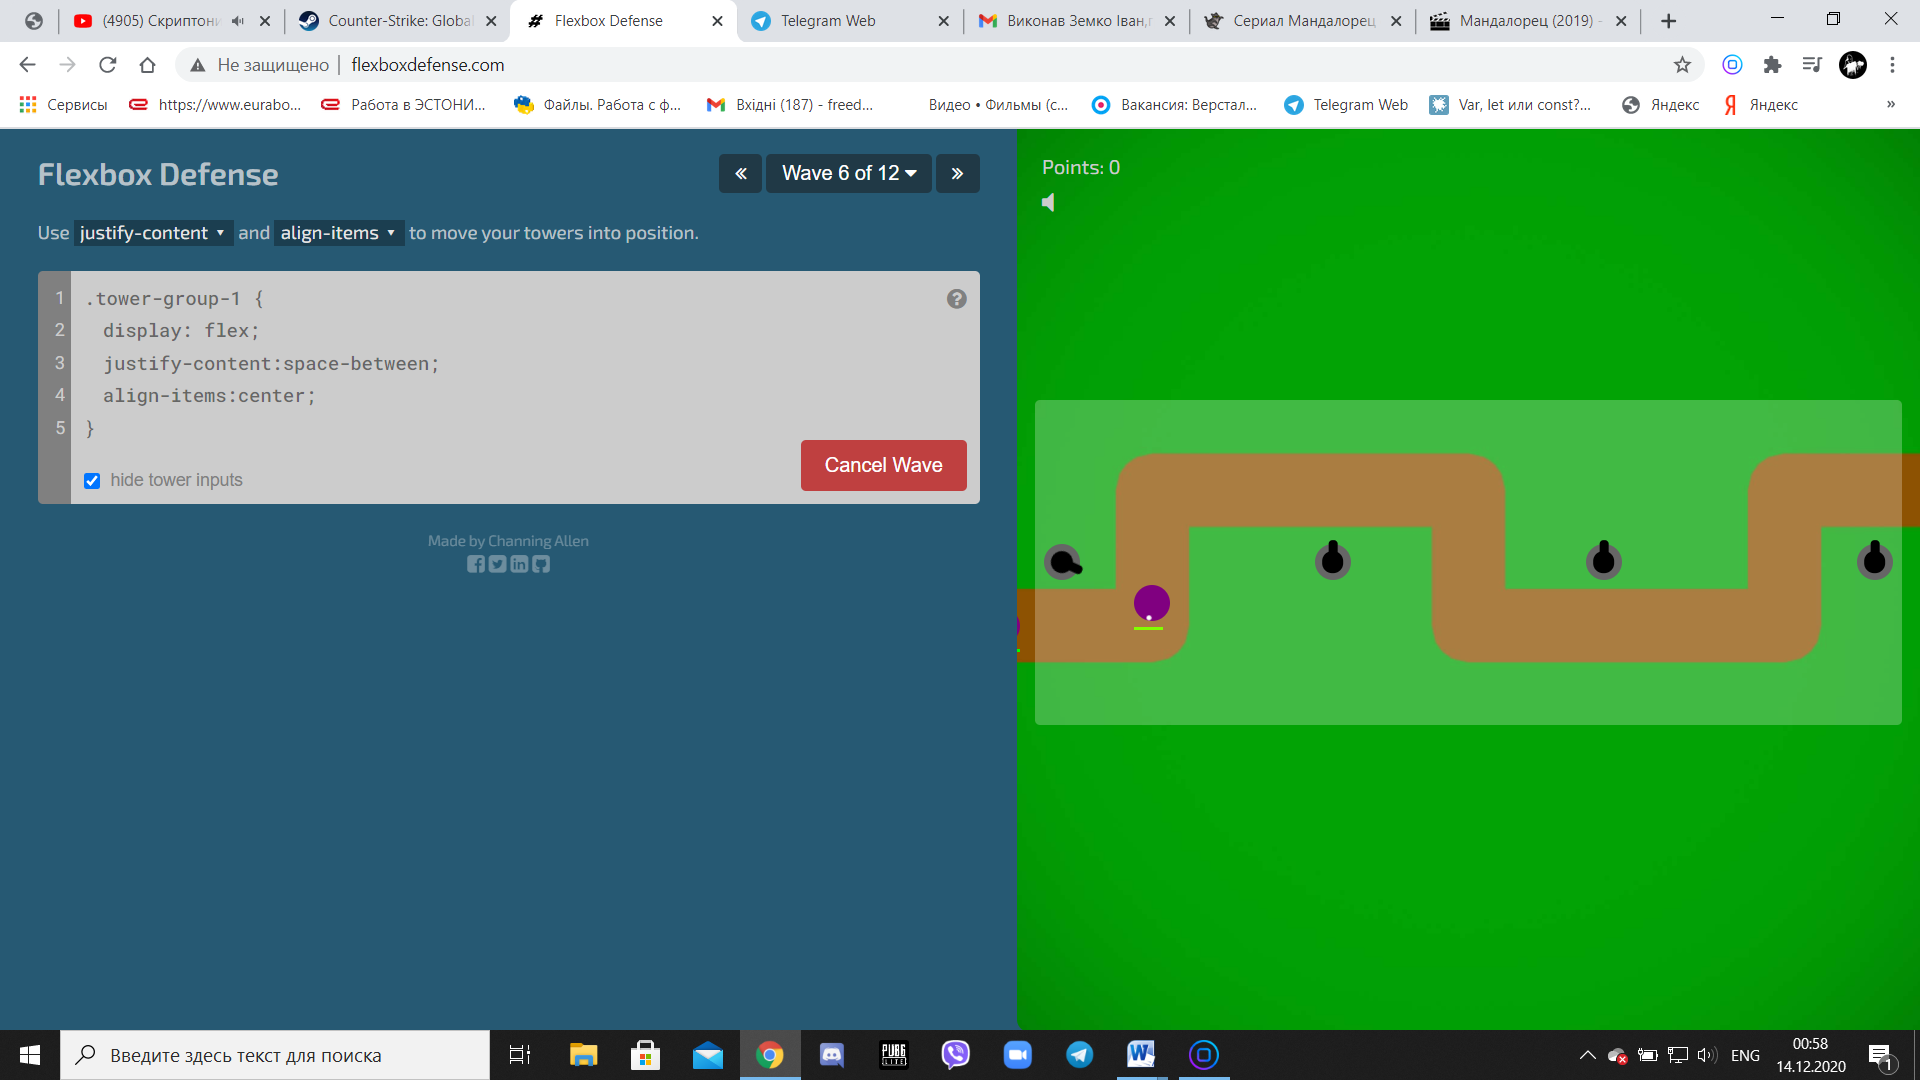 (4905) Скриптони
Counter-Strike: Global
Flexbox Defense
Telegram Web
Виконав Земко Іван,г
Сериал Мандалорец
Мандалорец (2019) -
Не защищено
flexboxdefense.com
Сервисы
https://www.eurabo...
Работа в ЭСТОНИ...
Файлы. Работа с ф...
Вхідні (187) - freed...
Видео • Фильмы (с...
Вакансия: Верстал...
Telegram Web
Var, let или const?...
Яндекс
Яндекс
»
Flexbox Defense
«
Wave 6 of 12
»
Use justify-content ▾ and align-items ▾ to move your towers into position.
1 .tower-group-1 {
2 display: flex;
3 justify-content:space-between;
4 align-items:center;
5 }
hide tower inputs
Cancel Wave
Made by Channing Allen
Points: 0
Введите здесь текст для поиска
PUBG
LITE
ENG
00:58
14.12.2020
1